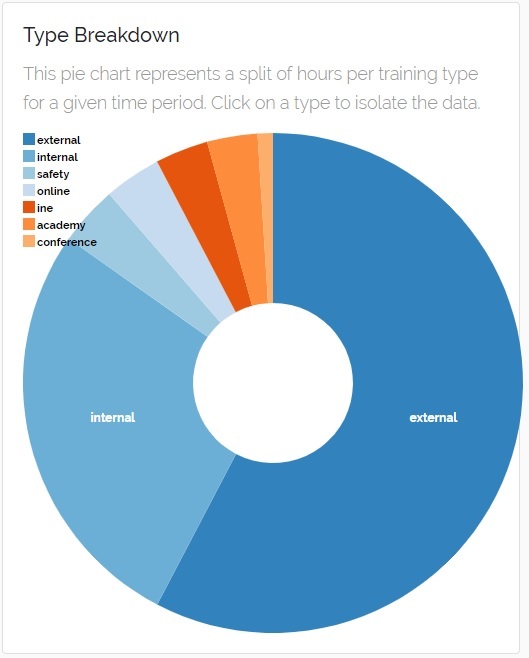 Type Breakdown
This pie chart represents a split of hours per training type
for a given time period. Click on a type to isolate the data.
external
internal
safety
online
ine
academy
conference
internal
external